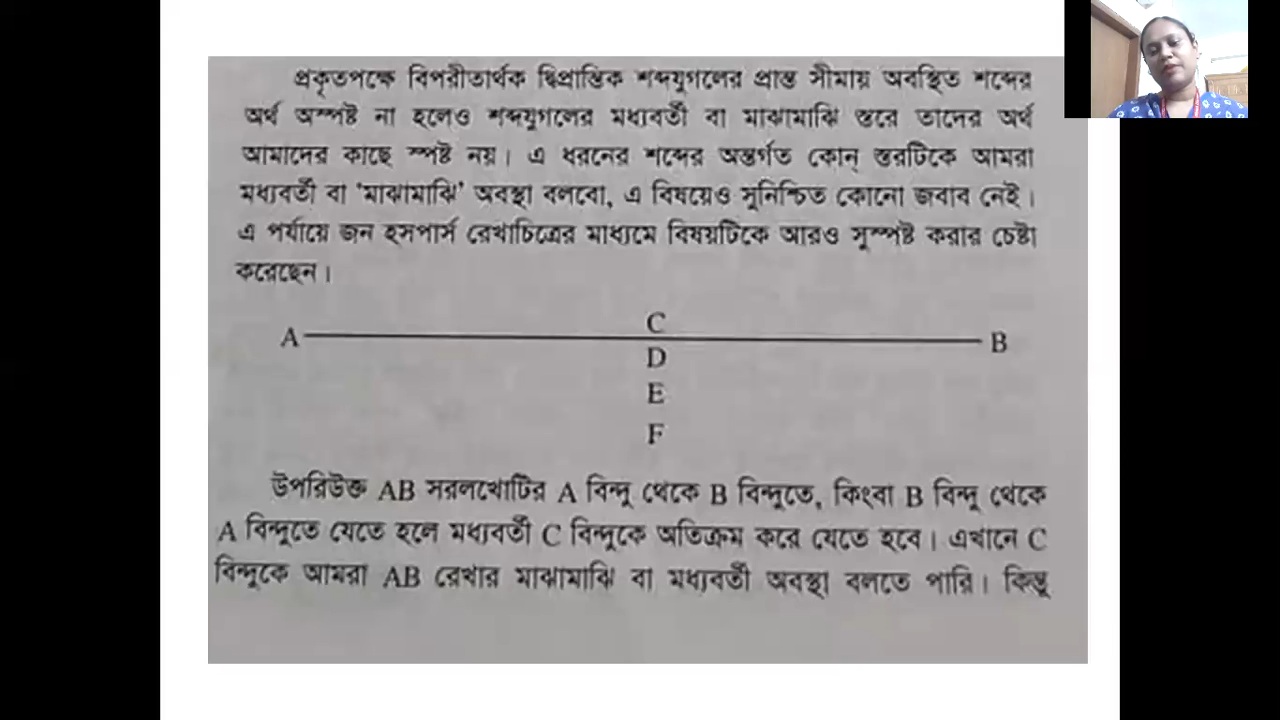 প্রকৃতপক্ষে বিপরীতার্থক দ্বিপ্রান্তিক শব্দযুগলের প্রান্ত সীমায় অবস্থিত শব্দের
অর্থ অস্পষ্ট না হলেও শব্দযুগলের মধ্যবর্তী বা মাঝামাঝি স্তরে তাদের অর্থ
আমাদের কাছে স্পষ্ট নয়। এ ধরনের শব্দের অন্তর্গত কোন্ স্তরটিকে আমরা
মধ্যবর্তী বা ‘মাঝামাঝি’ অবস্থা বলবো, এ বিষয়েও সুনিশ্চিত কোনো জবাব নেই।
এ পর্যায়ে জন হসপার্স রেখাচিত্রের মাধ্যমে বিষয়টিকে আরও সুস্পষ্ট করার চেষ্টা
করেছেন।
C
A B
D
E
F
উপরিউক্ত AB সরলখোটির A বিন্দু থেকে B বিন্দুতে, কিংবা B বিন্দু থেকে
A বিন্দুতে যেতে হলে মধ্যবর্তী C বিন্দুকে অতিক্রম করে যেতে হবে। এখানে C
বিন্দুকে আমরা AB রেখার মাঝামাঝি বা মধ্যবর্তী অবস্থা বলতে পারি। কিন্তু